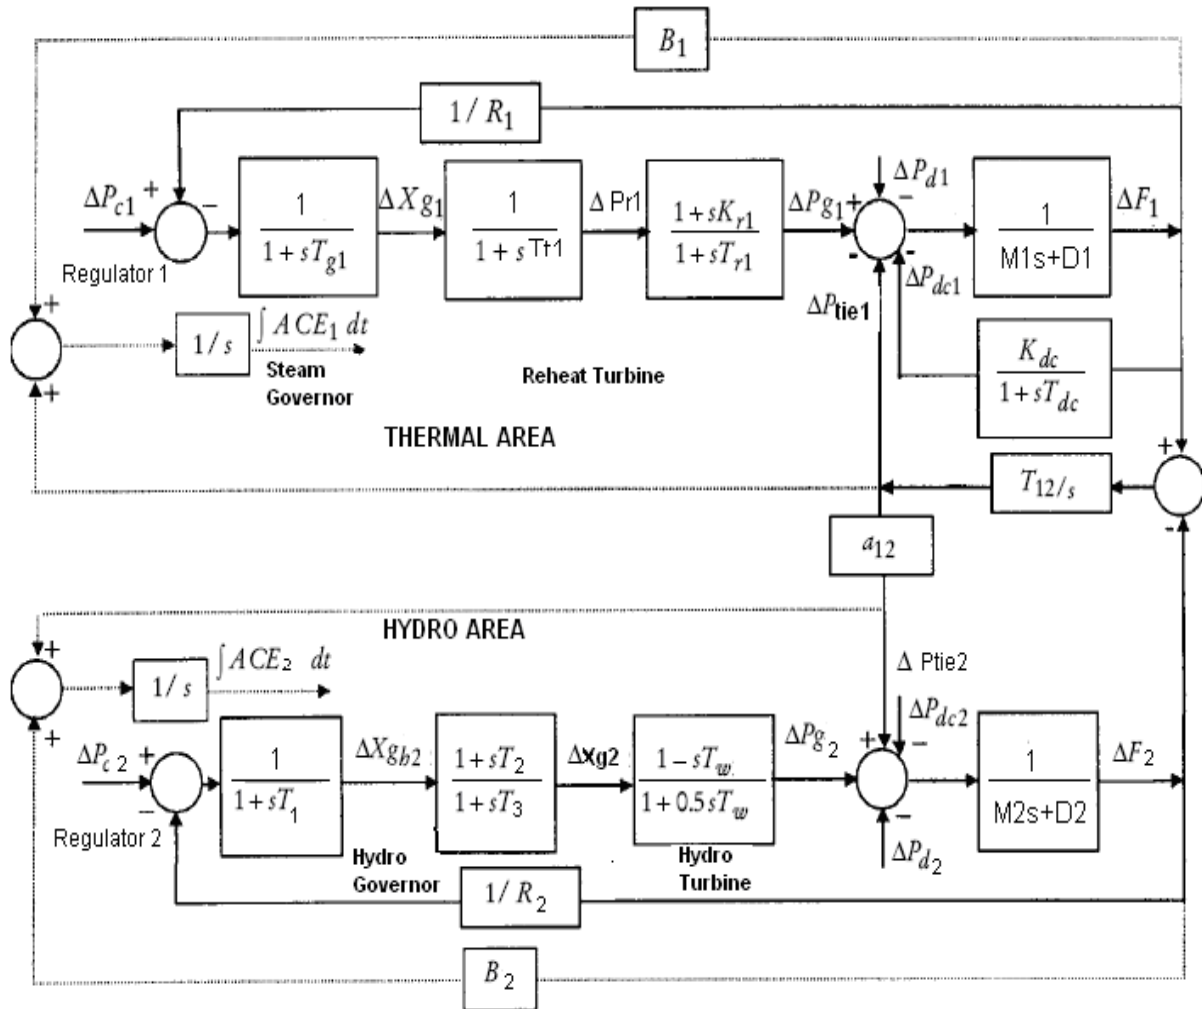 B1
1/ R1
ΔPc1
+
−
1
1+sTg1
ΔXg1
1
1+sTt1
Δ Pr1
1+sKr1
1+sTr1
ΔPg1
+
ΔPd1
−
1
M1s+D1
ΔF1
Regulator 1
-
-
ΔPdc1
ΔPtie1
+
+
1/ s
∫ACE1 dt
Steam
Governor
Reheat Turbine
Kdc
1+sTdc
THERMAL AREA
+
-
T12/s
a12
HYDRO AREA
+
+
1/ s
∫ACE2 dt
Δ Ptie2
ΔPdc2
−
ΔPc 2
+
−
1
1+sT1
ΔXgh2
1+sT2
1+sT3
ΔXg2
1−sTw
1+0.5sTw
ΔPg2
+
−
1
M2s+D2
ΔF2
Regulator 2
Hydro
Governor
Hydro
Turbine
ΔPd2
1/ R2
B2